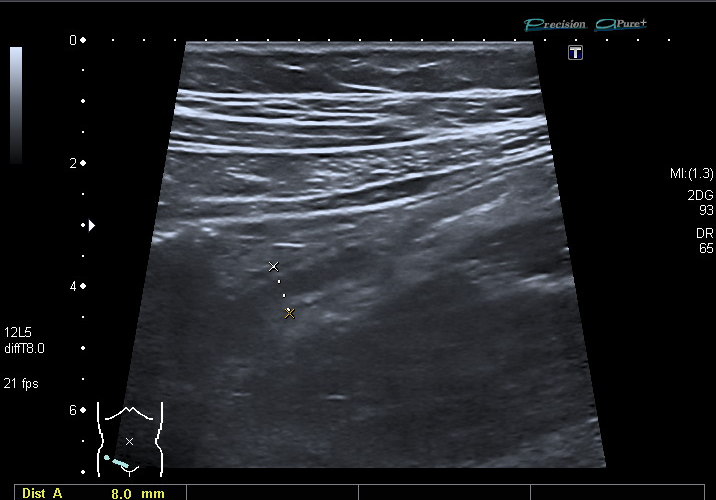 Precision aPure+
0
T
2
MI:(1.3)
2DG
93
DR
65
4
12L5
diffT8.0
21 fps
6
Dist A 8.0 mm